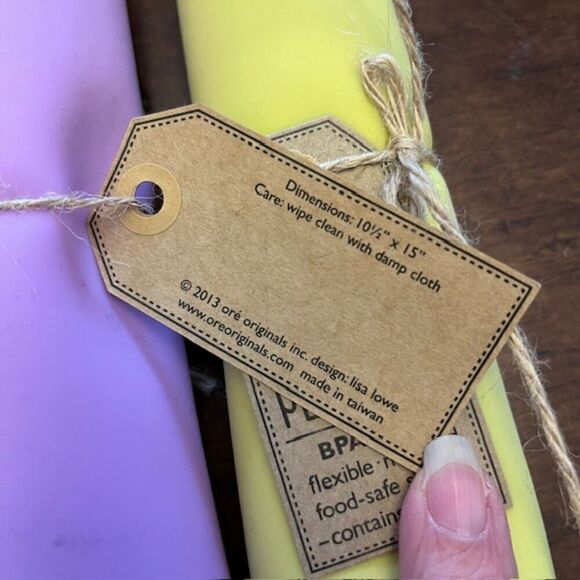 Dimensions: 10½" x 15"
Care: wipe clean with damp cloth
© 2013 oré originals inc. design: lisa lowe
www.oreoriginals.com made in taiwan
BPA
flexible
food-safe
–contains